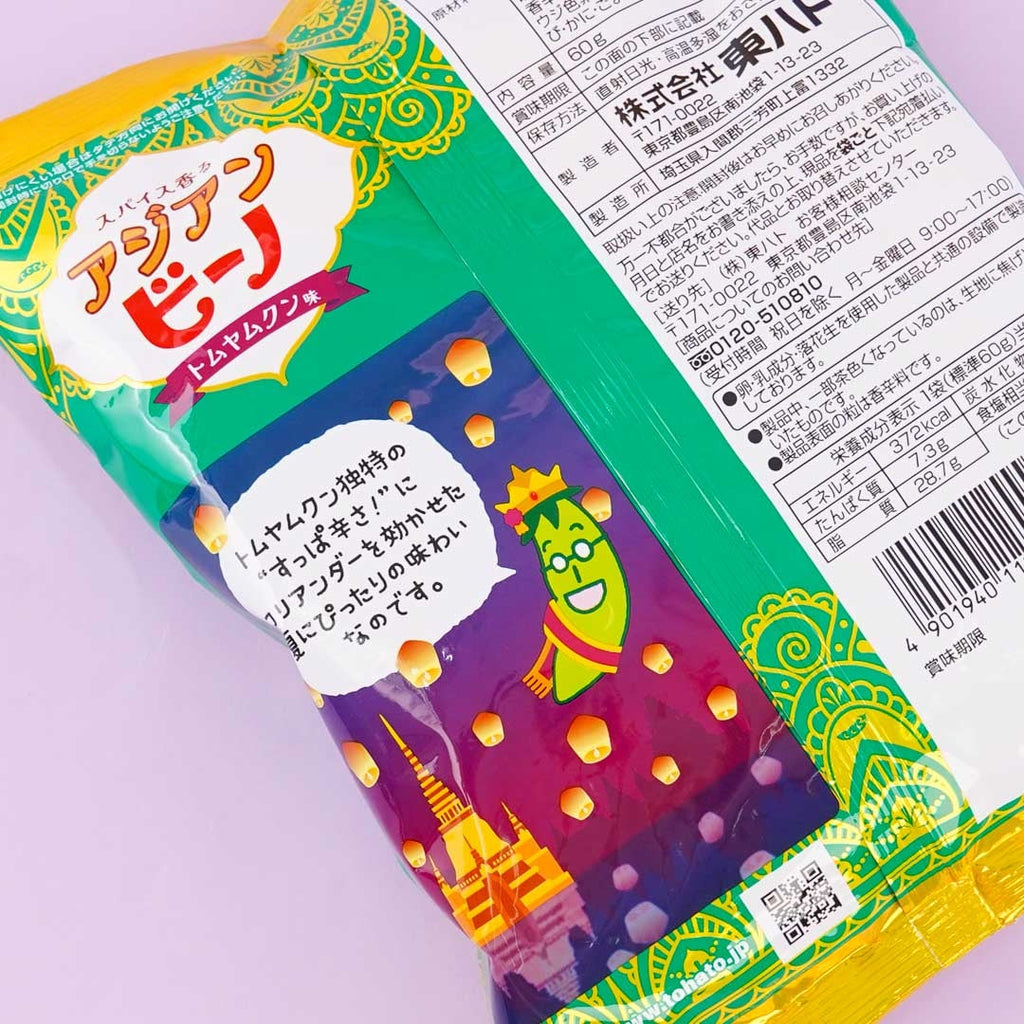 スパイス香る
アジアン
ビーノ
トムヤムクン味
トムヤムクン独特の
"すっぱ辛さ!"に
コリアンダーを効かせた
夏にぴったりの味わい
なのです。
www.tohato.jp
原材料
内容量 60g
賞味期限 この面の下部に記載
保存方法 直射日光・高温多湿をおさ
製造者 株式会社 東ハト
〒171-0022
東京都豊島区南池袋1-13-23
製造所 埼玉県入間郡三芳町上富1332
取扱い上の注意:開封後はお早めにお召しあがりください。
万一不都合がございましたら、お手数ですが、お買い上げの
月日と店名をお書き添えの上、現品を袋ごと、下記宛着払い
でお送りください。代品とお取り替えさせていただきます。
[送り先] (株)東ハト お客様相談センター
〒171-0022 東京都豊島区南池袋1-13-23
[商品についてのお問い合わせ先]
☎0120-510810
(受付時間 祝日を除く 月~金曜日 9:00~17:00)
●卵・乳成分・落花生を使用した製品と共通の設備で製造
しております。
●製品中、一部茶色くなっているのは、生地に焦げ
いたものです。
●製品表面の粒は香辛料です。
栄養成分表示 1袋(標準60g)当
エネルギー 372kcal 炭水化物
たんぱく質 7.3g 食塩相当
脂質 28.7g (こ
4 901940 11
賞味期限